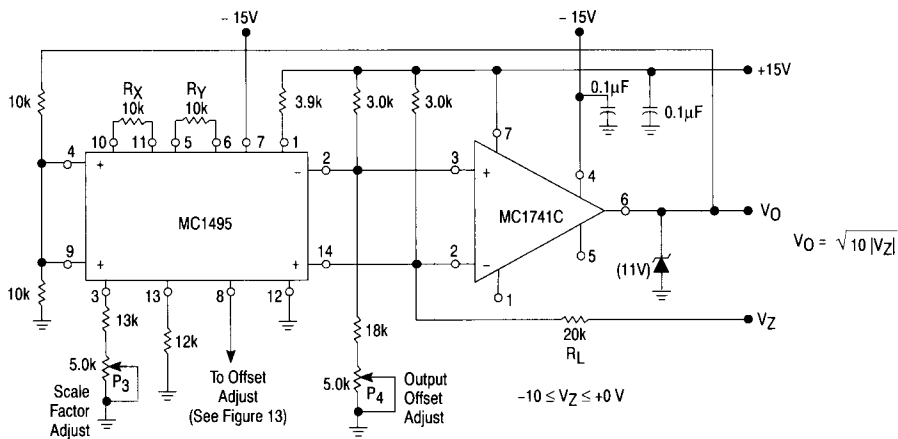 – 15V
– 15V
+15V
10k
RX
10k
RY
10k
3.9k
3.0k
3.0k
0.1µF
0.1µF
10 11 5 6 7 1
7
4
+
–
2
3
+
4
MC1495
MC1741C
6
VO
VO = √10 |VZ|
9
+
+
14
2
–
5
(11V)
10k
3 13 8 12
1
VZ
13k
12k
18k
20k
RL
5.0k
P3
To Offset
Adjust
(See Figure 13)
5.0k
P4
Output
Offset
Adjust
–10 ≤ VZ ≤ +0 V
Scale
Factor
Adjust